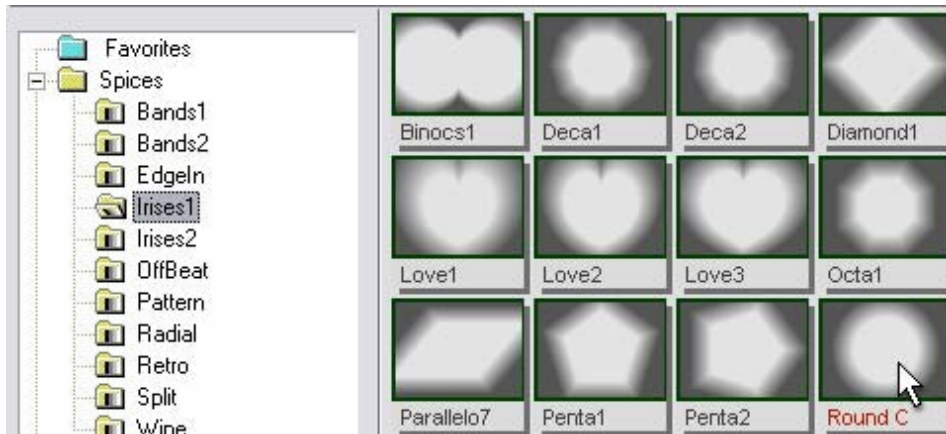 Favorites
Spices
Bands1
Bands2
EdgeIn
Irises1
Irises2
OffBeat
Pattern
Radial
Retro
Split
Wipe
Binocs1 Deca1 Deca2 Diamond1
Love1 Love2 Love3 Octa1
Parallelo7 Penta1 Penta2 Round C